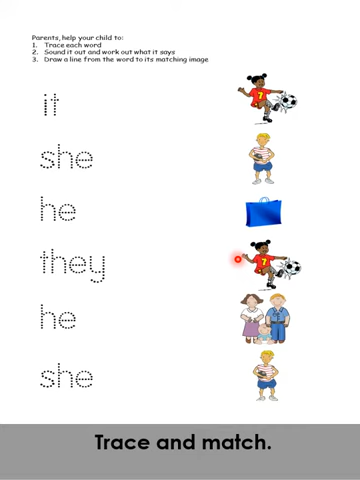 Parents, help your child to:
1. Trace each word
2. Sound it out and work out what it says
3. Draw a line from the word to its matching image
it
she
he
they
he
she
7
7
Trace and match.